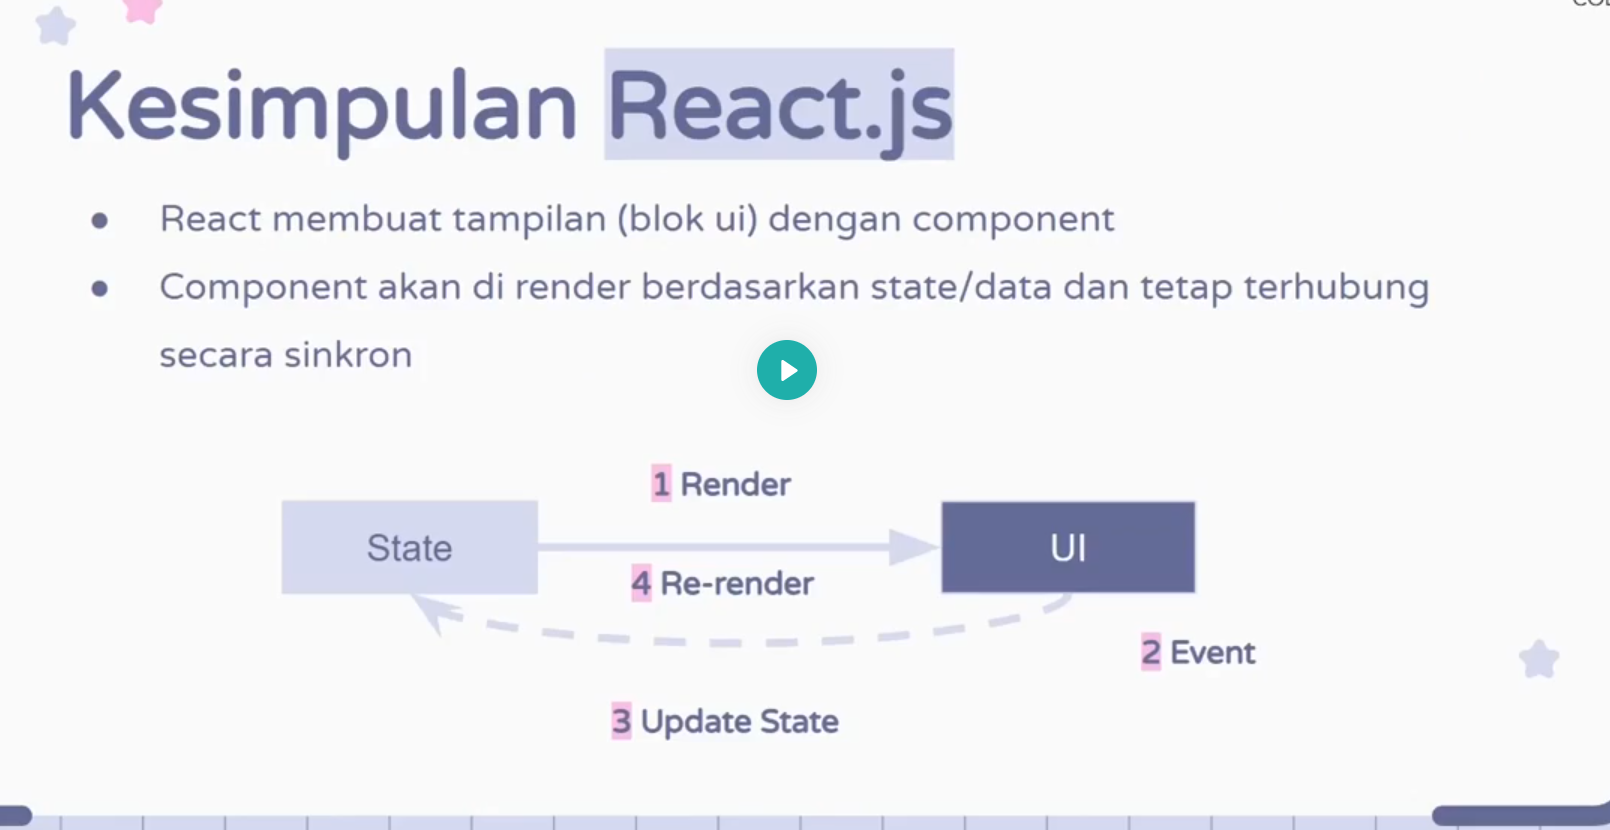 Kesimpulan React.js
● React membuat tampilan (blok ui) dengan component
● Component akan di render berdasarkan state/data dan tetap terhubung
secara sinkron
1 Render
State
UI
4 Re-render
2 Event
3 Update State